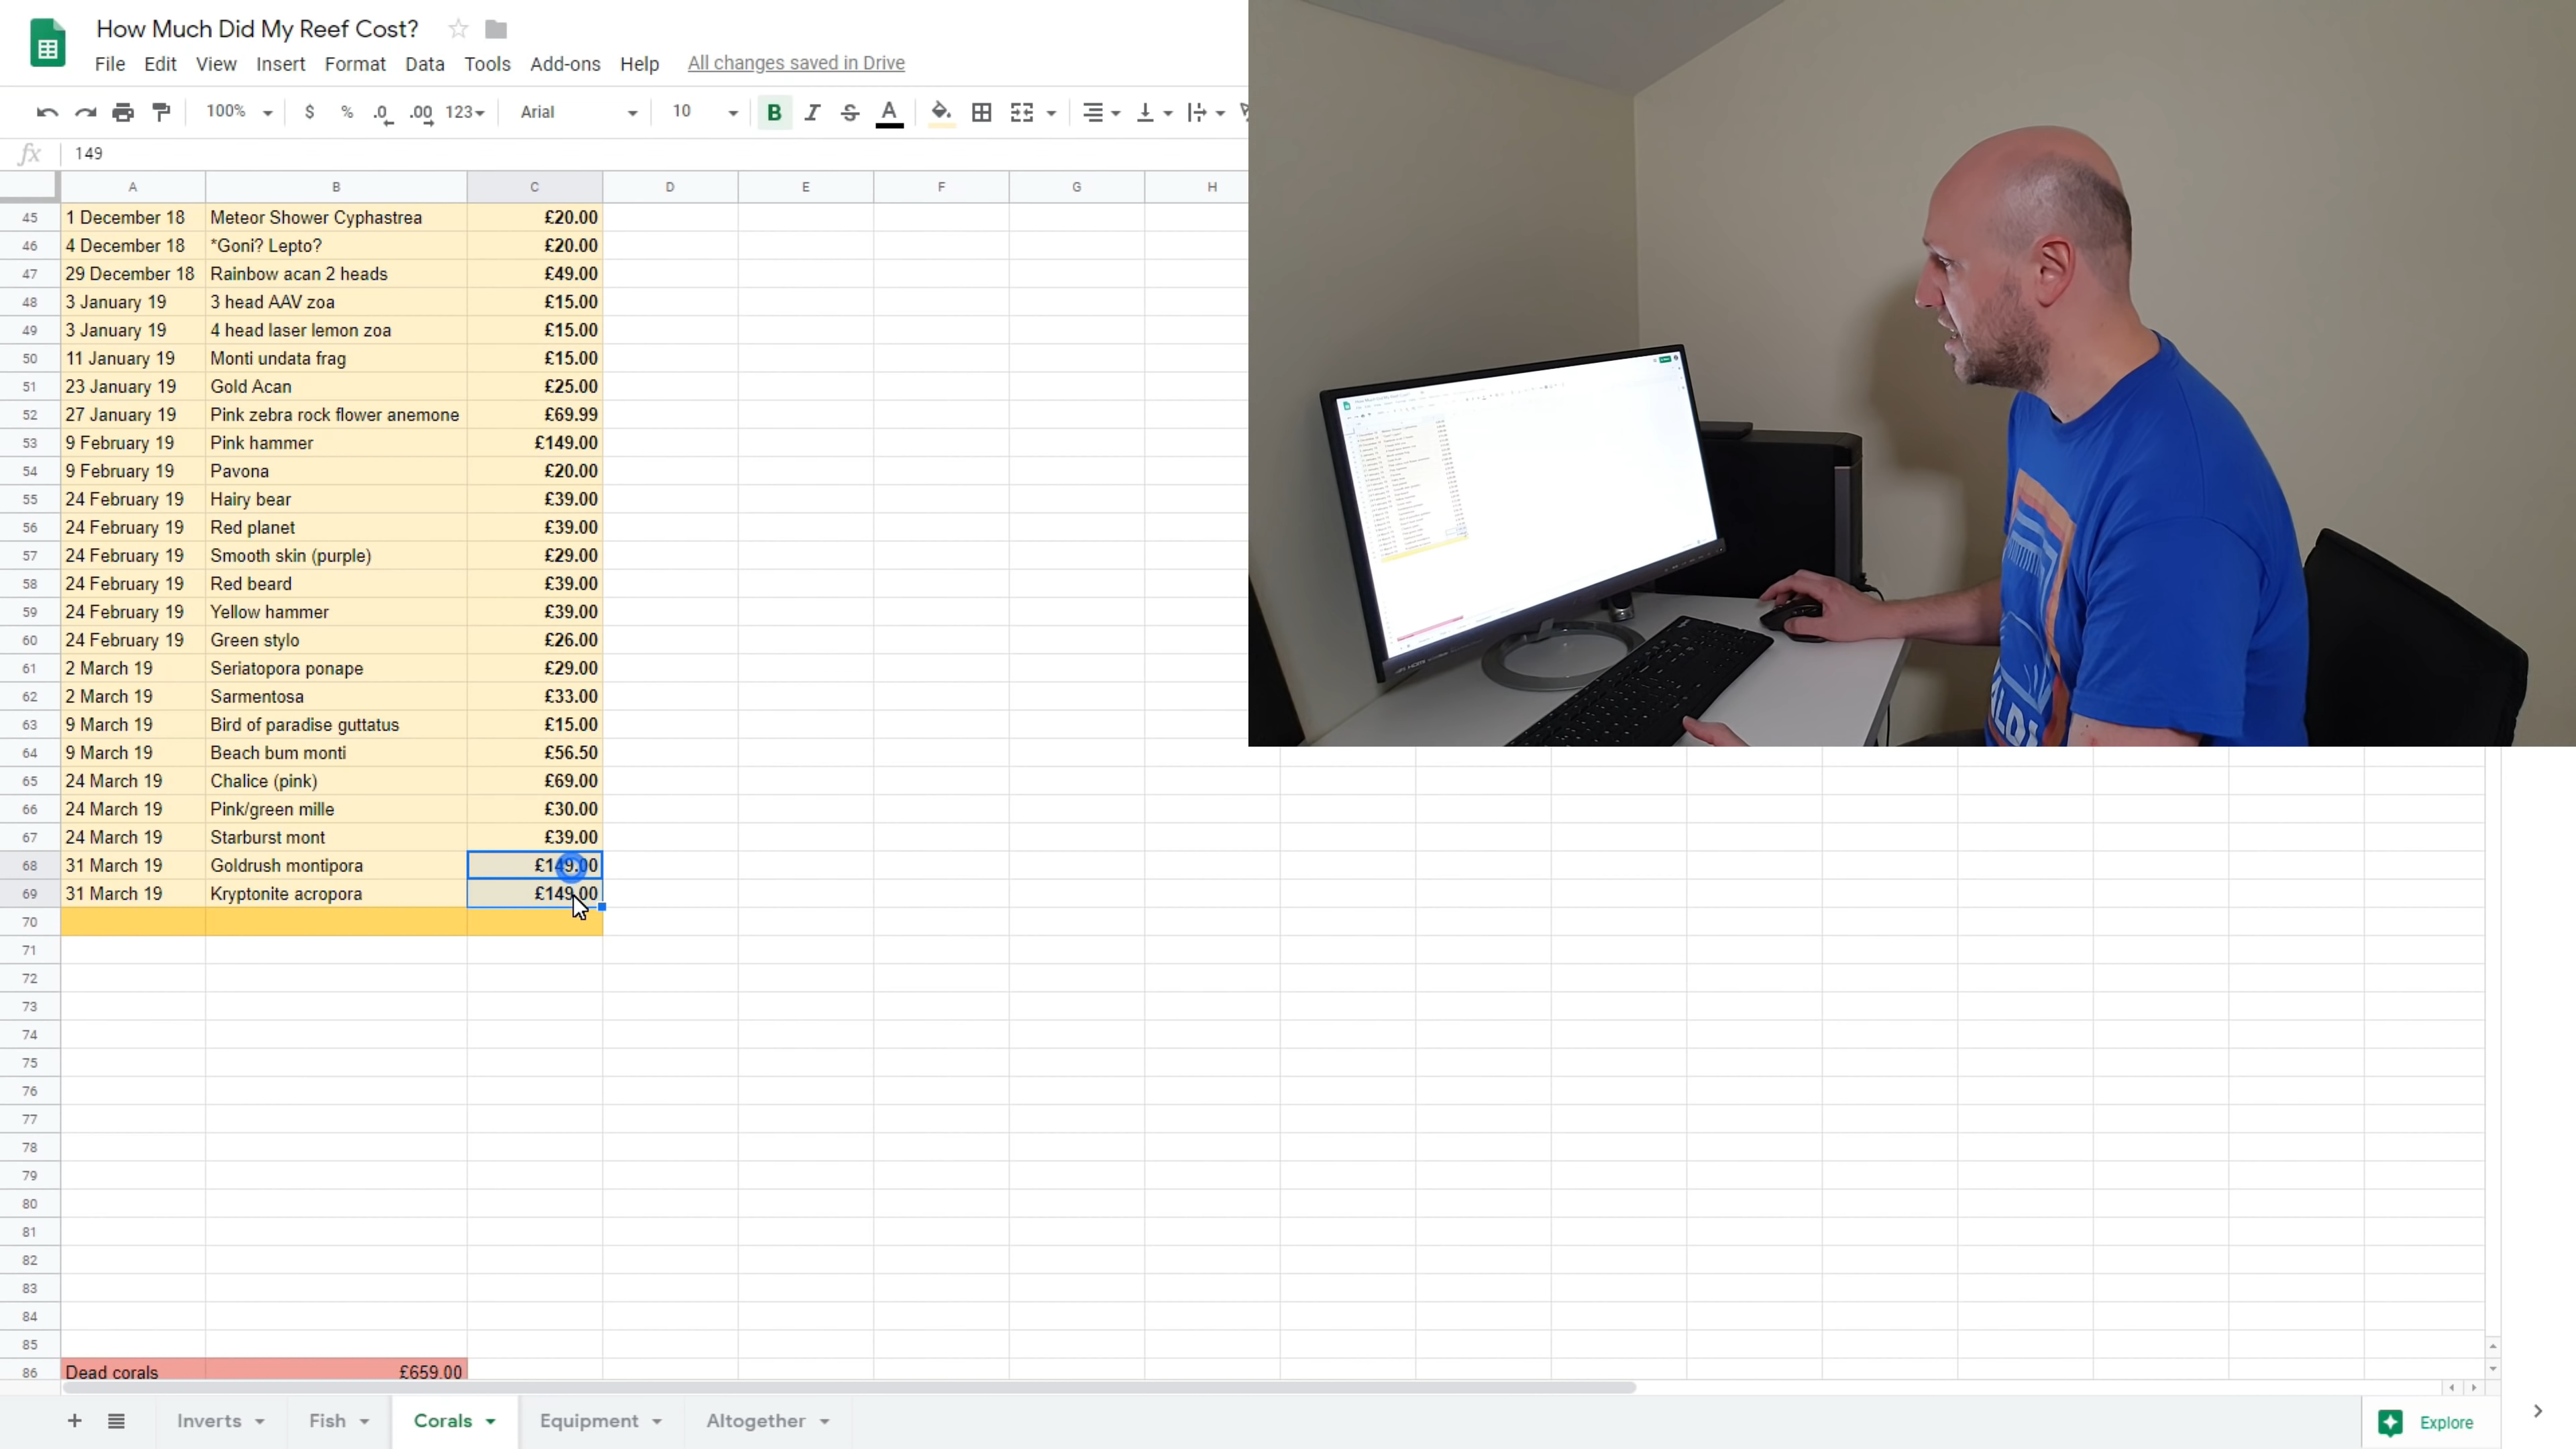 How Much Did My Reef Cost?
File Edit View Insert Format Data Tools Add-ons Help All changes saved in Drive
100% $ % .0 .00 123 Arial 10 B I S A
fx 149
A B C D E F G H
45 1 December 18 Meteor Shower Cyphastrea £20.00
46 4 December 18 *Goni? Lepto? £20.00
47 29 December 18 Rainbow acan 2 heads £49.00
48 3 January 19 3 head AAV zoa £15.00
49 3 January 19 4 head laser lemon zoa £15.00
50 11 January 19 Monti undata frag £15.00
51 23 January 19 Gold Acan £25.00
52 27 January 19 Pink zebra rock flower anemone £69.99
53 9 February 19 Pink hammer £149.00
54 9 February 19 Pavona £20.00
55 24 February 19 Hairy bear £39.00
56 24 February 19 Red planet £39.00
57 24 February 19 Smooth skin (purple) £29.00
58 24 February 19 Red beard £39.00
59 24 February 19 Yellow hammer £39.00
60 24 February 19 Green stylo £26.00
61 2 March 19 Seriatopora ponape £29.00
62 2 March 19 Sarmentosa £33.00
63 9 March 19 Bird of paradise guttatus £15.00
64 9 March 19 Beach bum monti £56.50
65 24 March 19 Chalice (pink) £69.00
66 24 March 19 Pink/green mille £30.00
67 24 March 19 Starburst mont £39.00
68 31 March 19 Goldrush montipora £149.00
69 31 March 19 Kryptonite acropora £149.00
70
71
72
73
74
75
76
77
78
79
80
81
82
83
84
85
86 Dead corals £659.00
+ Inverts Fish Corals Equipment Altogether Explore